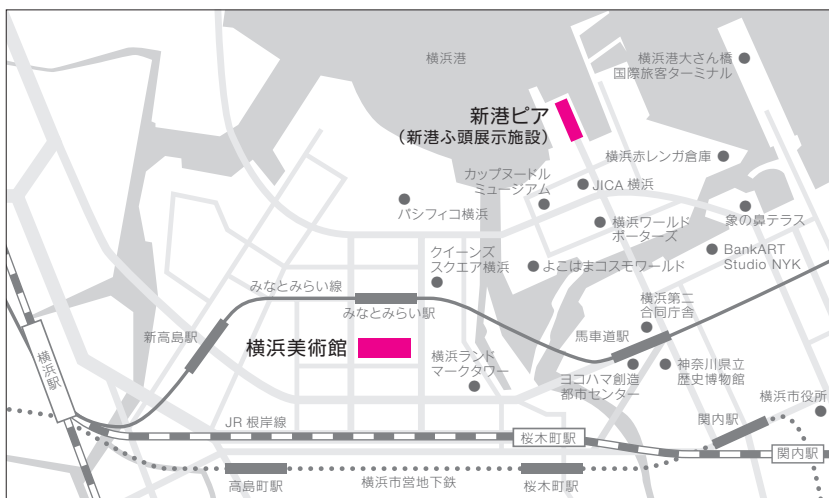 横浜港
横浜港大さん橋
国際旅客ターミナル
新港ピア
(新港ふ頭展示施設)
横浜赤レンガ倉庫
カップヌードル
ミュージアム
JICA 横浜
パシフィコ横浜
横浜ワールド
ポーターズ
象の鼻テラス
クイーンズ
スクエア横浜
よこはまコスモワールド
BankART
Studio NYK
みなとみらい線
みなとみらい駅
横浜第二
合同庁舎
新高島駅
馬車道駅
横浜美術館
横浜ランド
マークタワー
ヨコハマ創造
都市センター
神奈川県立
歴史博物館
横浜駅
横浜市役所
JR 根岸線
桜木町駅
関内駅
関内駅
高島町駅
横浜市営地下鉄
桜木町駅